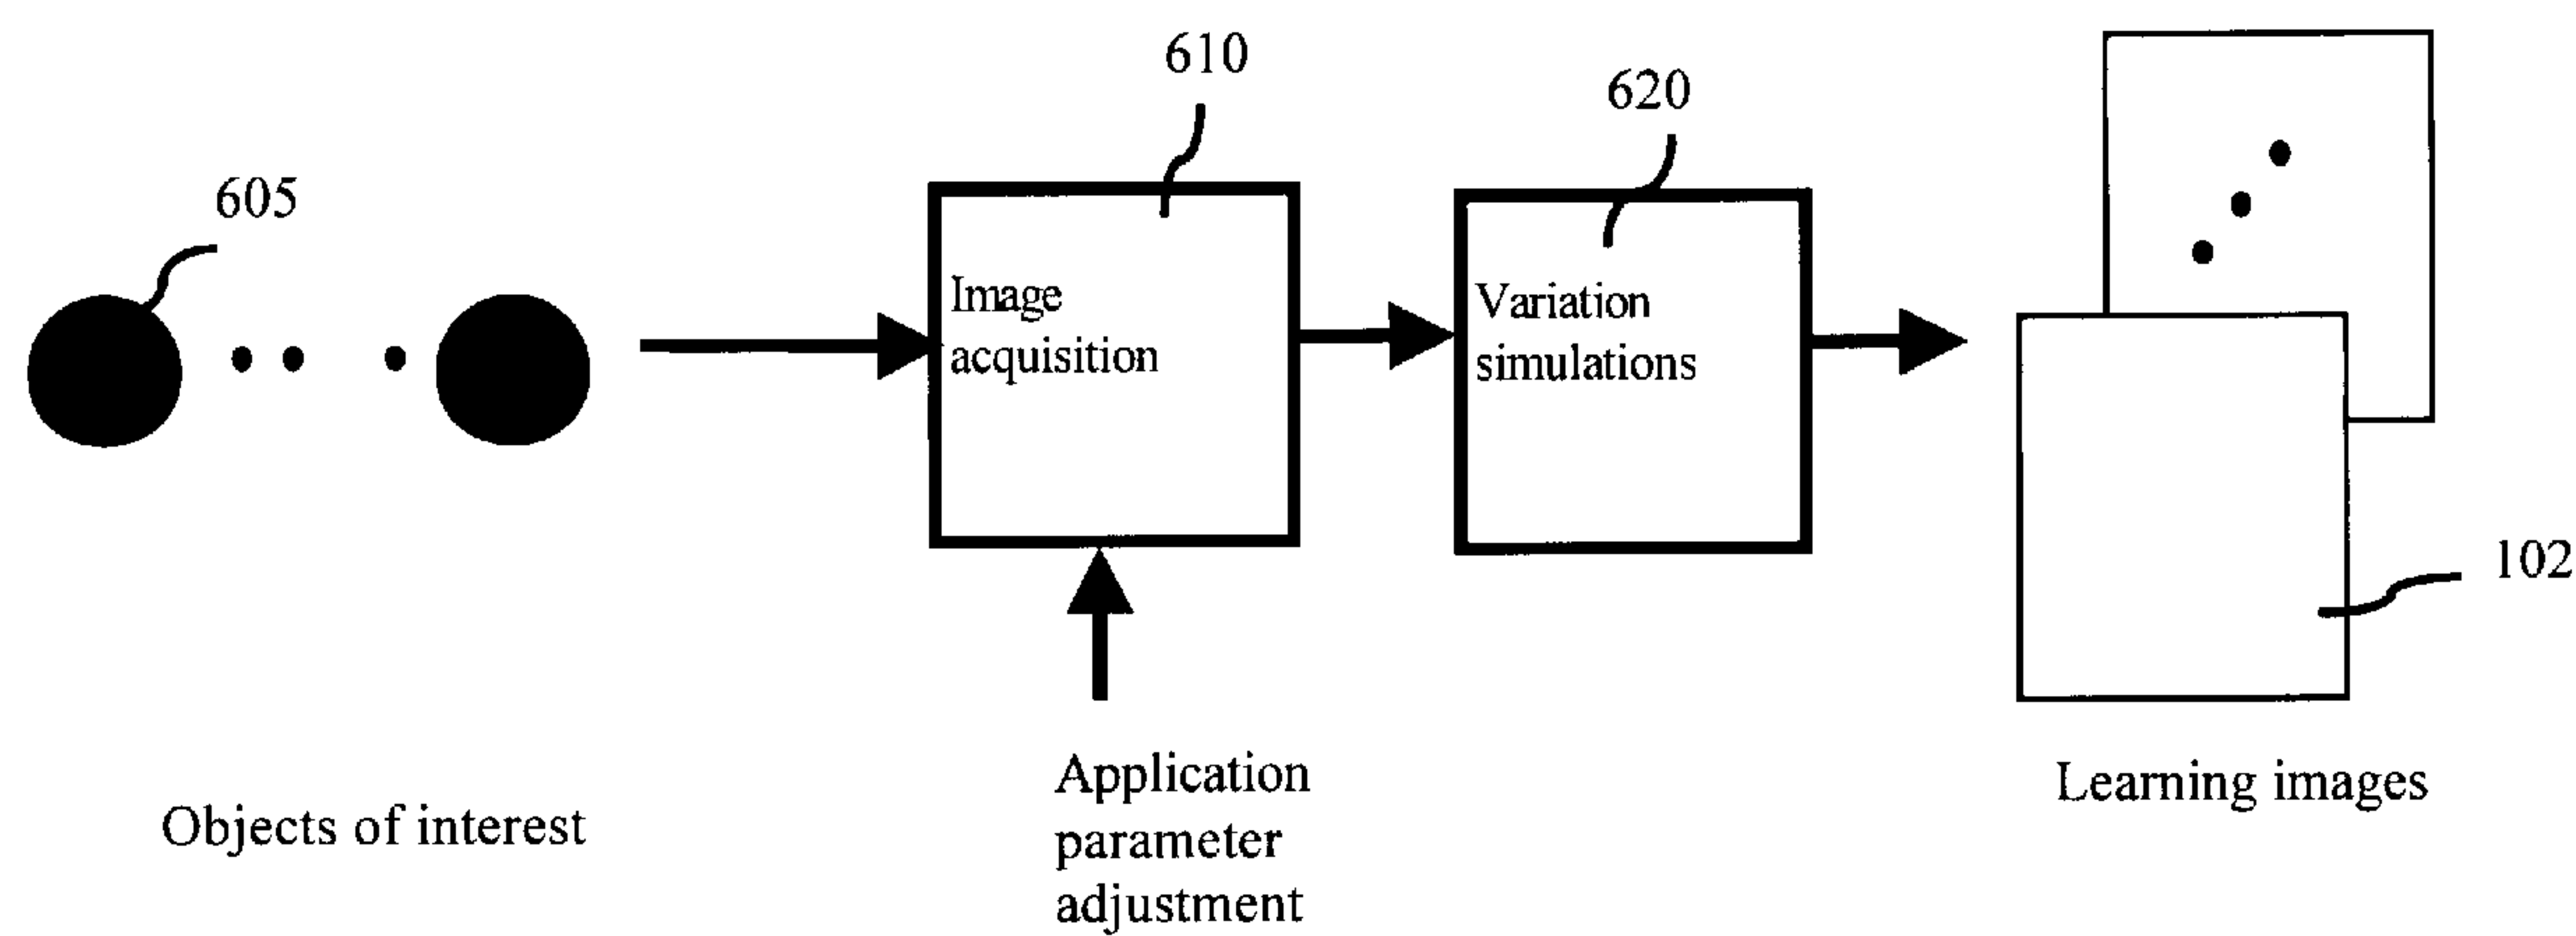 610
620
605
Image
acquisition
Variation
simulations
102
Objects of interest
Application
parameter
adjustment
Learning images